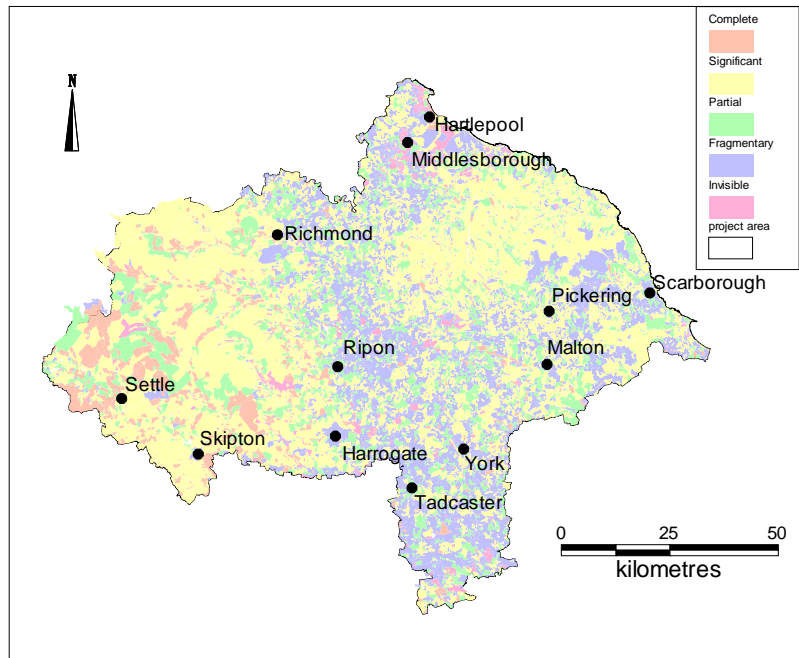 Complete
Significant
Partial
Fragmentary
Invisible
project area
N
Hartlepool
Middlesborough
Richmond
Scarborough
Pickering
Ripon
Malton
Settle
Skipton
Harrogate
York
Tadcaster
0 25 50
kilometres